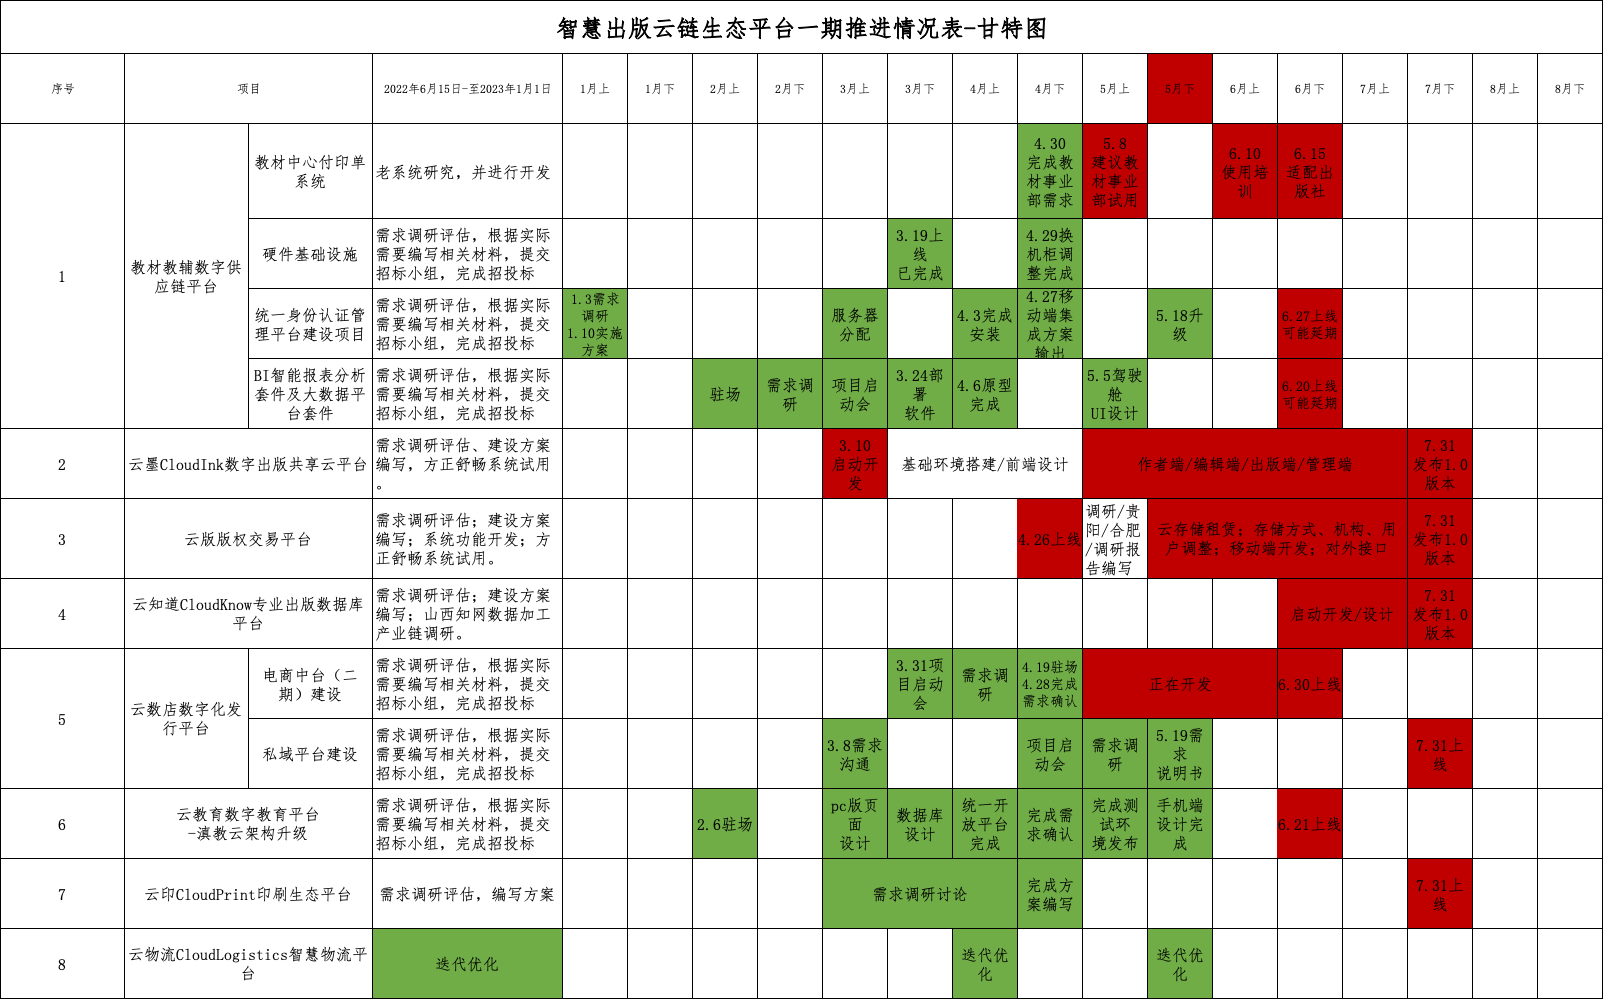 智慧出版云链生态平台一期推进情况表-甘特图
序号
项目
2022年6月15日-至2023年1月1日
1月上
1月下
2月上
2月下
3月上
3月下
4月上
4月下
5月上
5月下
6月上
6月下
7月上
7月下
8月上
8月下
1
教材教辅数字供
应链平台
教材中心付印单
系统
老系统研究，并进行开发
4.30
完成教
材事业
部需求
5.8
建议教
材事业
部试用
6.10
使用培
训
6.15
适配出
版社
硬件基础设施
需求调研评估，根据实际
需要编写相关材料，提交
招标小组，完成招投标
3.19上
线
已完成
4.29换
机柜调
整完成
统一身份认证管
理平台建设项目
需求调研评估，根据实际
需要编写相关材料，提交
招标小组，完成招投标
1.3需求
调研
1.10实施
方案
服务器
分配
4.3完成
安装
4.27移
动端集
成方案
输出
5.18升
级
6.27上线
可能延期
BI智能报表分析
套件及大数据平
台套件
需求调研评估，根据实际
需要编写相关材料，提交
招标小组，完成招投标
驻场
需求调
研
项目启
动会
3.24部
署
软件
4.6原型
完成
5.5驾驶
舱
UI设计
6.20上线
可能延期
2
云墨CloudInk数字出版共享云平台
需求调研评估、建设方案
编写，方正舒畅系统试用
。
3.10
启动开
发
基础环境搭建/前端设计
作者端/编辑端/出版端/管理端
7.31
发布1.0
版本
3
云版版权交易平台
需求调研评估；建设方案
编写；系统功能开发；方
正舒畅系统试用。
4.26上线
调研/贵
阳/合肥
/调研报
告编写
云存储租赁；存储方式、机构、用
户调整；移动端开发；对外接口
7.31
发布1.0
版本
4
云知道CloudKnow专业出版数据库
平台
需求调研评估；建设方案
编写；山西知网数据加工
产业链调研。
启动开发/设计
7.31
发布1.0
版本
5
云数店数字化发
行平台
电商中台（二
期）建设
需求调研评估，根据实际
需要编写相关材料，提交
招标小组，完成招投标
3.31项
目启动
会
需求调
研
4.19驻场
4.28完成
需求确认
正在开发
6.30上线
私域平台建设
需求调研评估，根据实际
需要编写相关材料，提交
招标小组，完成招投标
3.8需求
沟通
项目启
动会
需求调
研
5.19需
求
说明书
7.31上
线
6
云教育数字教育平台
-滇教云架构升级
需求调研评估，根据实际
需要编写相关材料，提交
招标小组，完成招投标
2.6驻场
pc版页
面
设计
数据库
设计
统一开
放平台
完成
完成需
求确认
完成测
试环
境发布
手机端
设计完
成
6.21上线
7
云印CloudPrint印刷生态平台
需求调研评估，编写方案
需求调研讨论
完成方
案编写
7.31上
线
8
云物流CloudLogistics智慧物流平
台
迭代优化
迭代优
化
迭代优
化